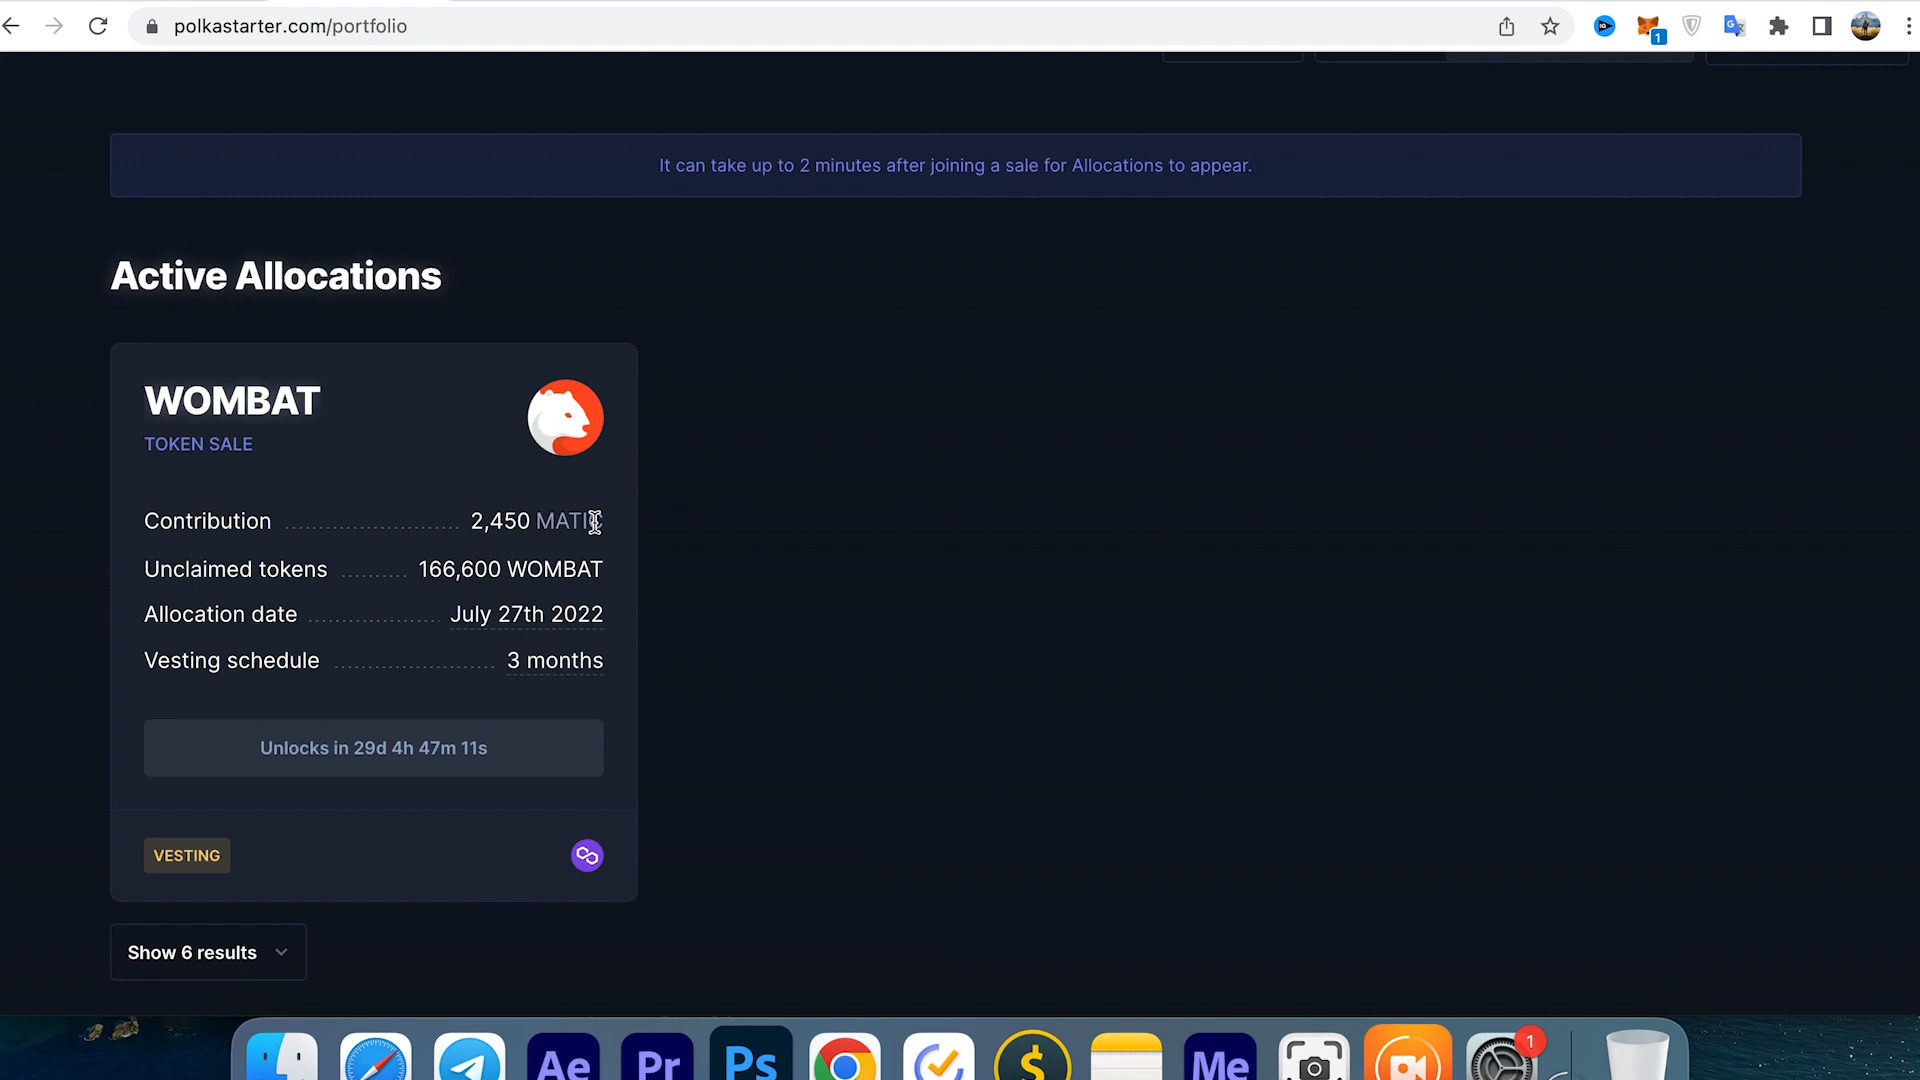 polkastarter.com/portfolio
1
It can take up to 2 minutes after joining a sale for Allocations to appear.
Active Allocations
WOMBAT
TOKEN SALE
Contribution 2,450 MATIC
Unclaimed tokens 166,600 WOMBAT
Allocation date July 27th 2022
Vesting schedule 3 months
Unlocks in 29d 4h 47m 11s
VESTING
Show 6 results
Ae Pr Ps $ Me 1